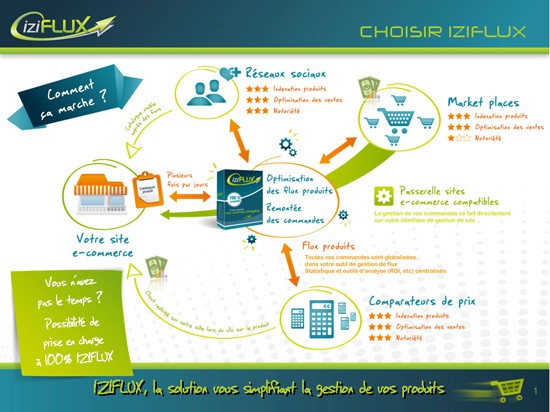 iziFLUX
CHOISIR IZIFLUX
Comment
ça marche ?
Réseaux sociaux
Indexation produits
Optimisation des ventes
Notoriété
Market places
Indexation produits
Optimisation des ventes
Notoriété
Plusieurs
fois par jours
Catalogue
produits
iziFLUX
100%
Optimisation
des flux produits
Remontée
des commandes
Passerelle sites
e-commerce compatibles
La gestion de vos commandes se fait directement
sur votre interface de gestion de site
Votre site
e-commerce
Flux produits
Toutes vos commandes sont globalisées
dans votre outil de gestion de flux
Statistique et outils d'analyse (ROI, etc) centralisés
Vous n'avez
pas le temps ?
Possibilité de
prise en charge
à 100% IZIFLUX
sur votre site lors du clic sur le produit
Comparateurs de prix
Indexation produits
Optimisation des ventes
Notoriété
IZIFLUX, la solution vous simplifiant la gestion de vos produits
1